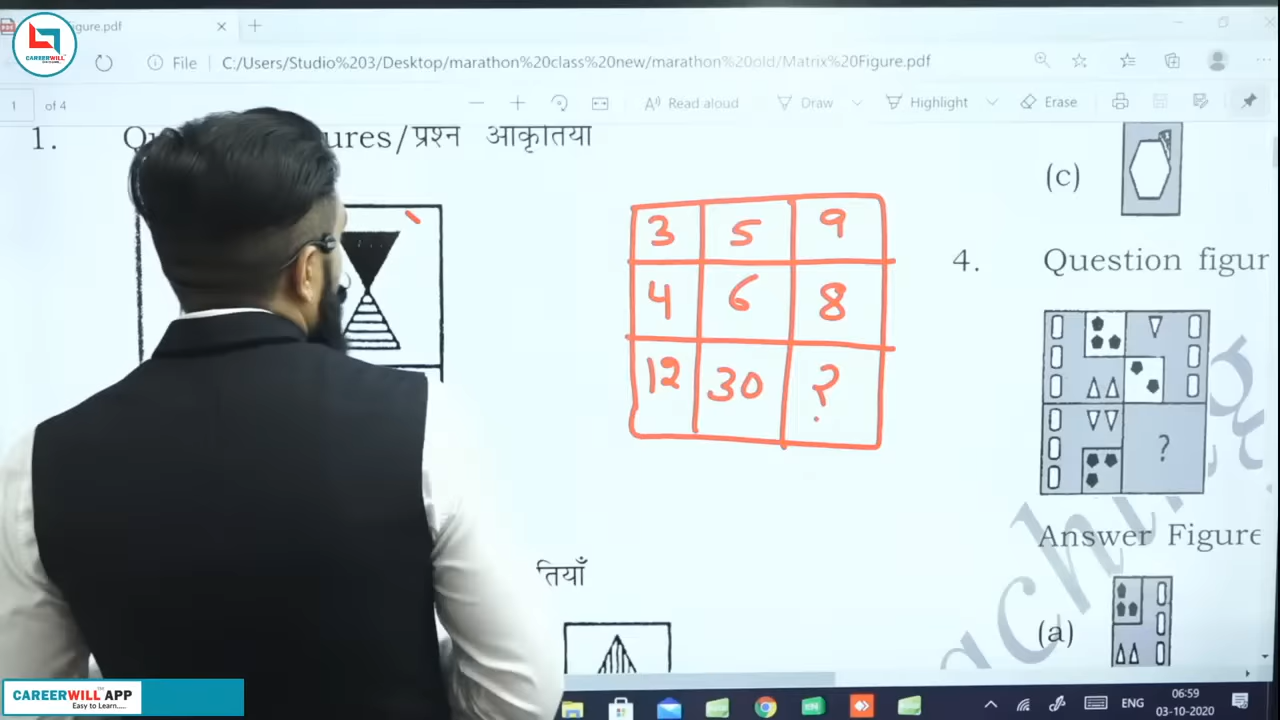 figure.pdf
File C:/Users/Studio%203/Desktop/marathon%20class%20new/marathon%20old/Matrix%20Figure.pdf
1 of 4
Read aloud Draw Highlight Erase
1. ures/प्रश्न आकृतिया
3 5 9
4 6 8
12 30 ?
तियाँ
(c)
4. Question figur
?
Answer Figure
(a)
CAREERWILL
CAREERWILL APP
Easy to Learn.....
ENG
06:59
03-10-2020